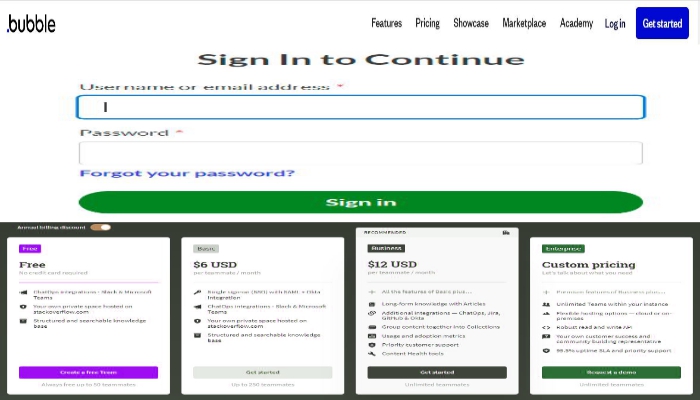 .bubble
Features Pricing Showcase Marketplace Academy Log in Get started
Sign In to Continue
Username or email address *
Password *
Forgot your password?
Sign in
Annual billing discount
Free
Free
No credit card required
ChatOps integrations - Slack & Microsoft
Teams
Your own private space hosted on
stackoverflow.com
Structured and searchable knowledge
base
Create a free Team
Always free up to 50 teammates
Basic
$6 USD
per teammate / month
Single sign-on (SSO) with SAML + Okta
Integration
ChatOps integrations - Slack & Microsoft
Teams
Your own private space hosted on
stackoverflow.com
Structured and searchable knowledge
base
Get started
Up to 250 teammates
RECOMMENDED
Business
$12 USD
per teammate / month
All the features of Basic plus...
Long-form knowledge with Articles
Additional integrations — ChatOps, Jira,
GitHub & Okta
Group content together into Collections
Usage and adoption metrics
Priority customer support
Content Health tools
Get started
Unlimited teammates
Enterprise
Custom pricing
Let's talk about what you need
Features of Business plus...
Unlimited Teams within your instance
Flexible hosting options — cloud or on-
premises
Robust read and write API
Your own customer success and
community building representative
99.5% uptime SLA and priority support
Request a demo
Unlimited teammates